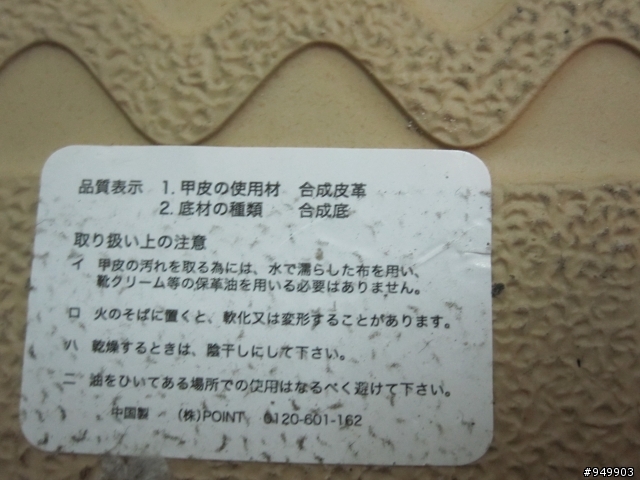 品質表示 1. 甲皮の使用材 合成皮革
2. 底材の種類 合成底
取り扱い上の注意
イ 甲皮の汚れを取る為には、水で濡らした布を用い、
靴クリーム等の保革油を用いる必要はありません。
ロ 火のそばに置くと、軟化又は変形することがあります。
ハ 乾燥するときは、陰干しにして下さい。
ニ 油をひいてある場所での使用はなるべく避けて下さい。
中国製 (株)POINT 0120-601-162
#949903